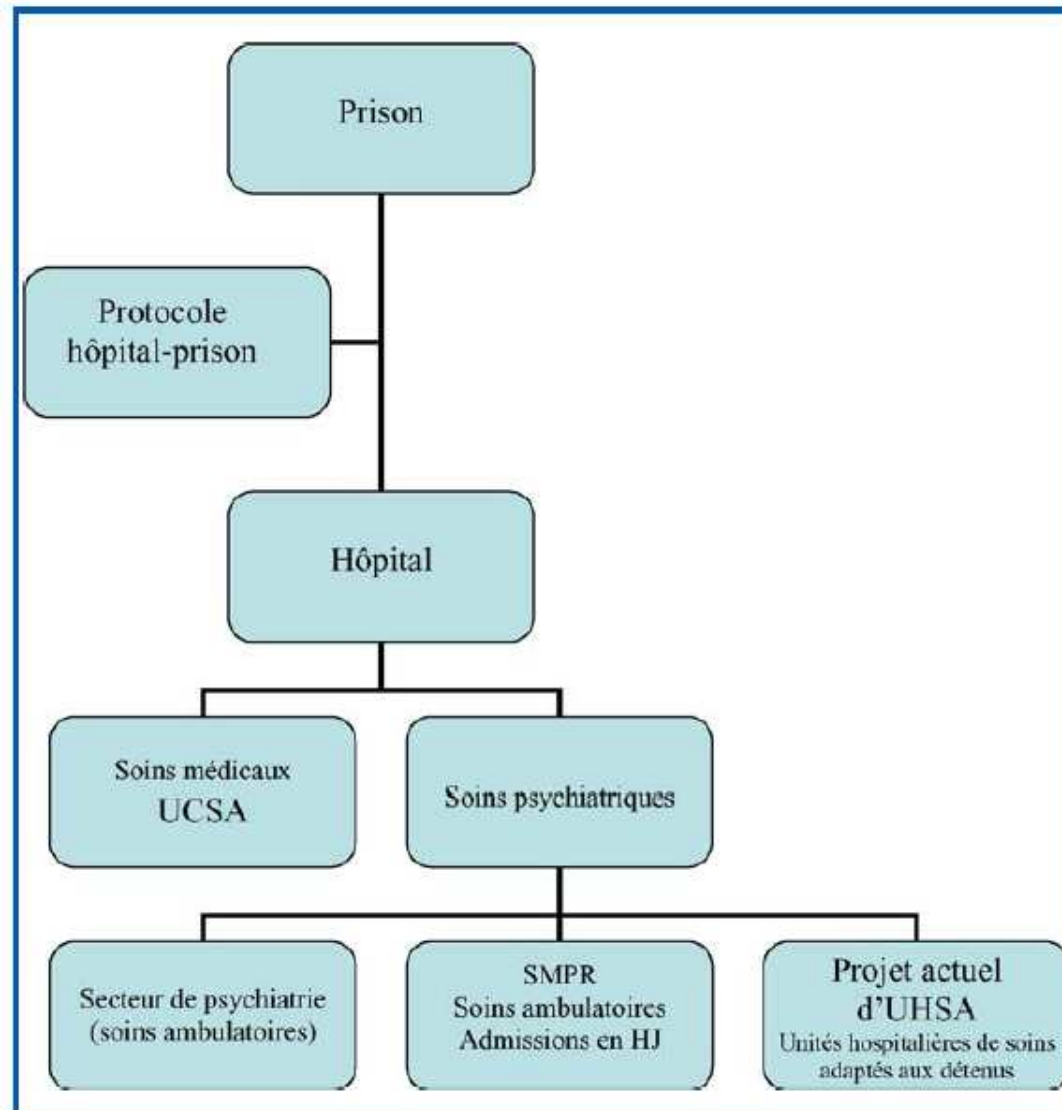 Prison
Protocole
hôpital-prison
Hôpital
Soins médicaux
UCSA
Soins psychiatriques
Secteur de psychiatrie
(soins ambulatoires)
SMPR
Soins ambulatoires
Admissions en HJ
Projet actuel
d'UHSA
Unités hospitalières de soins
adaptés aux détenus